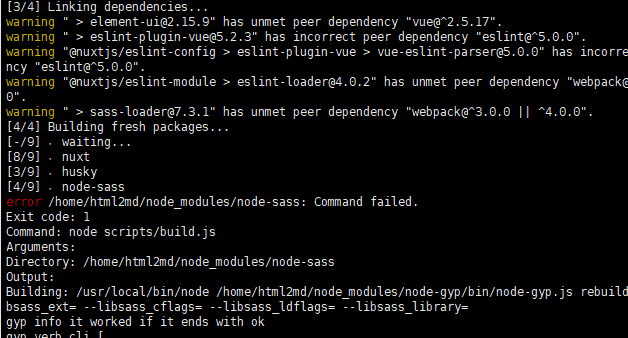 [3/4] Linking dependencies...
warning " > element-ui@2.15.9" has unmet peer dependency "vue@^2.5.17".
warning " > eslint-plugin-vue@5.2.3" has incorrect peer dependency "eslint@^5.0.0".
warning "@nuxtjs/eslint-config > eslint-plugin-vue > vue-eslint-parser@5.0.0" has incorre
ncy "eslint@^5.0.0".
warning "@nuxtjs/eslint-module > eslint-loader@4.0.2" has unmet peer dependency "webpack@
0".
warning " > sass-loader@7.3.1" has unmet peer dependency "webpack@^3.0.0 || ^4.0.0".
[4/4] Building fresh packages...
[-/9] . waiting...
[8/9] . nuxt
[3/9] . husky
[4/9] . node-sass
error /home/html2md/node_modules/node-sass: Command failed.
Exit code: 1
Command: node scripts/build.js
Arguments:
Directory: /home/html2md/node_modules/node-sass
Output:
Building: /usr/local/bin/node /home/html2md/node_modules/node-gyp/bin/node-gyp.js rebuild
bsass_ext= --libsass_cflags= --libsass_ldflags= --libsass_library=
gyp info it worked if it ends with ok
gyp verb cli [